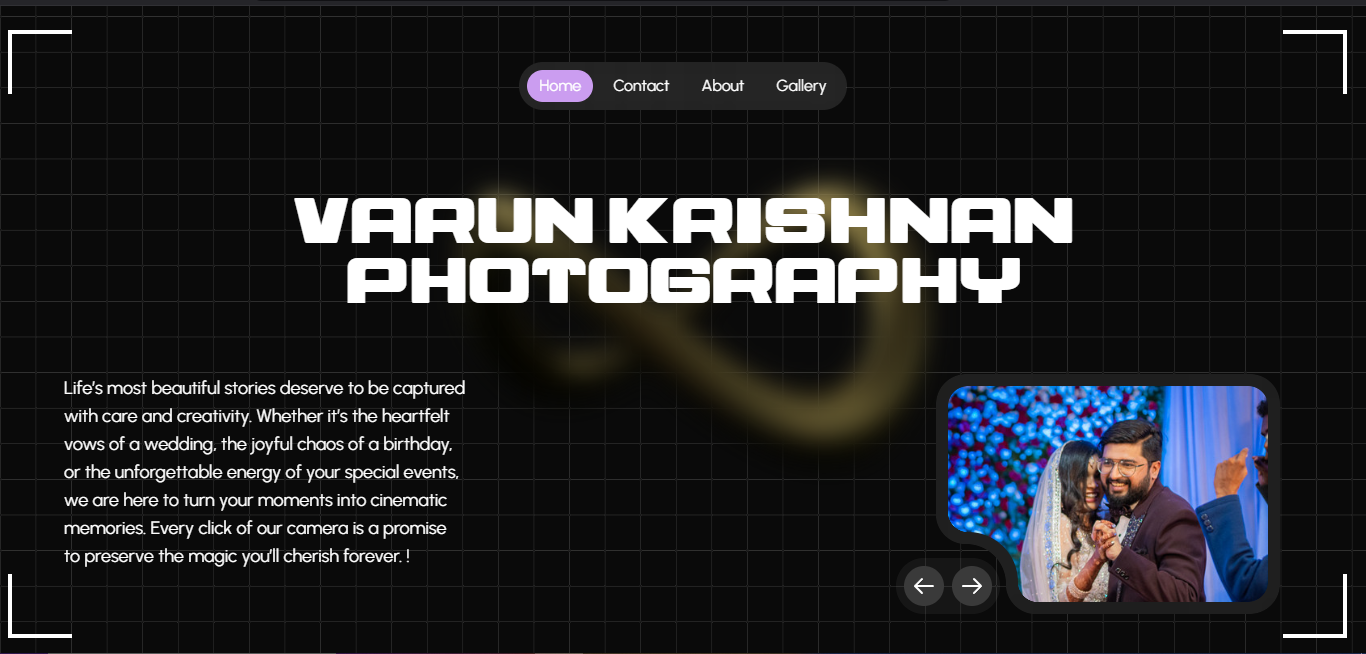 Home Contact About Gallery
VARUN KRISHNAN
PHOTOGRAPHY
Life's most beautiful stories deserve to be captured
with care and creativity. Whether it's the heartfelt
vows of a wedding, the joyful chaos of a birthday,
or the unforgettable energy of your special events,
we are here to turn your moments into cinematic
memories. Every click of our camera is a promise
to preserve the magic you'll cherish forever. !